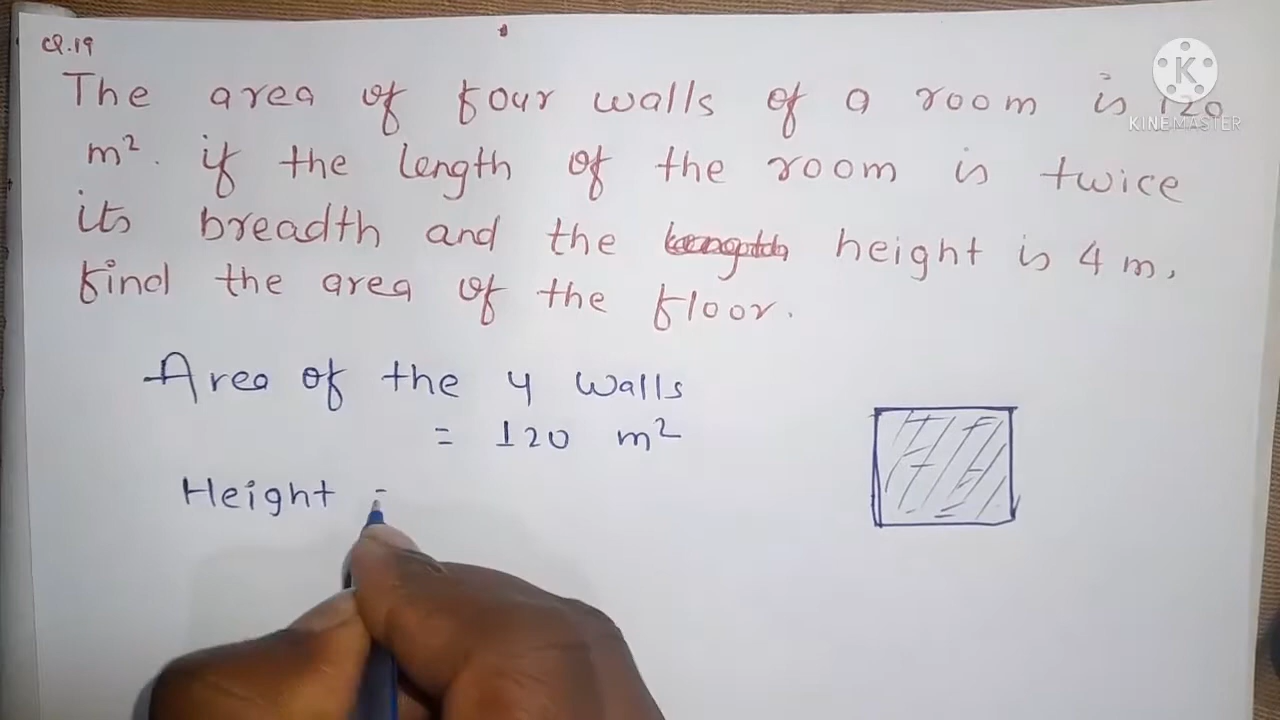 Q.19
The area of four walls of a room is 120
m². if the length of the room is twice
its breadth and the height is 4 m,
find the area of the floor.
Area of the 4 walls
= 120 m²
Height =
K
KINEMASTER